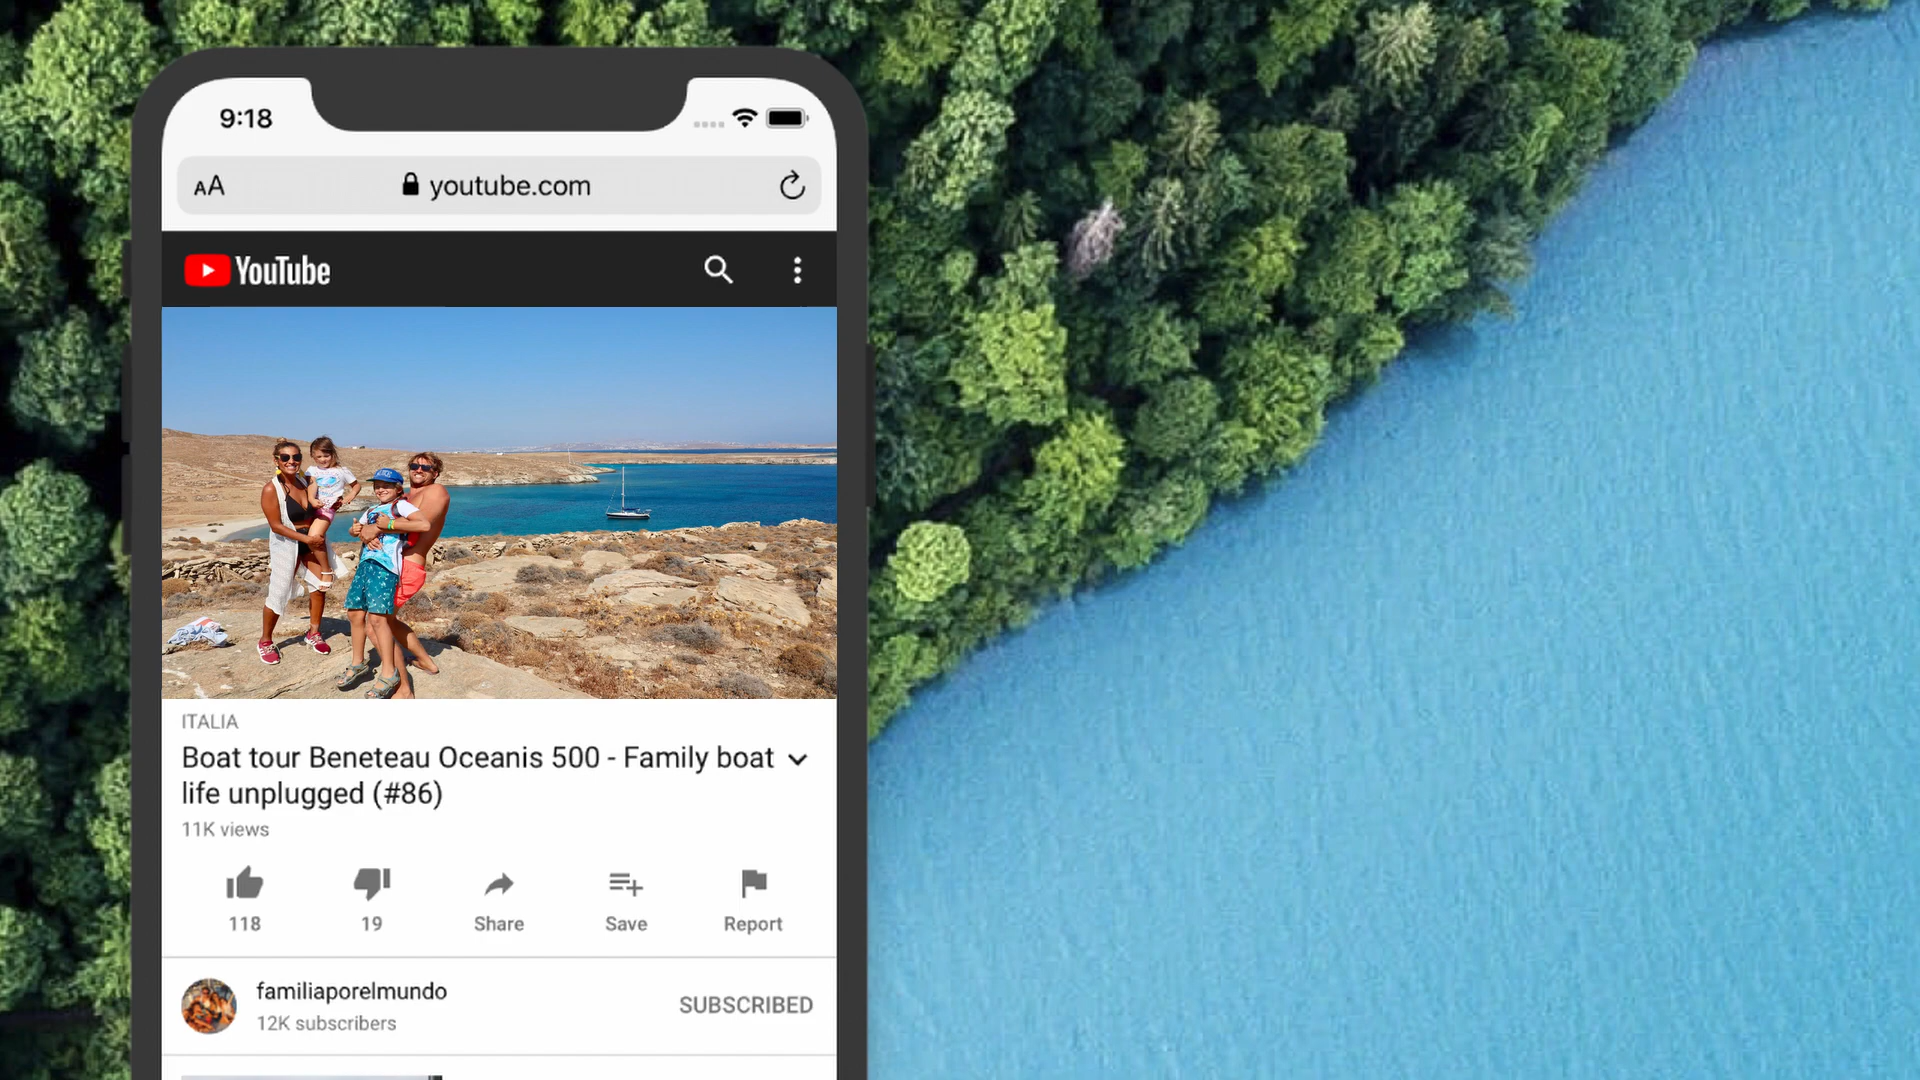 9:18
AA youtube.com
YouTube
ITALIA
Boat tour Beneteau Oceanis 500 - Family boat
life unplugged (#86)
11K views
118 19 Share Save Report
familiaporelmundo
12K subscribers
SUBSCRIBED